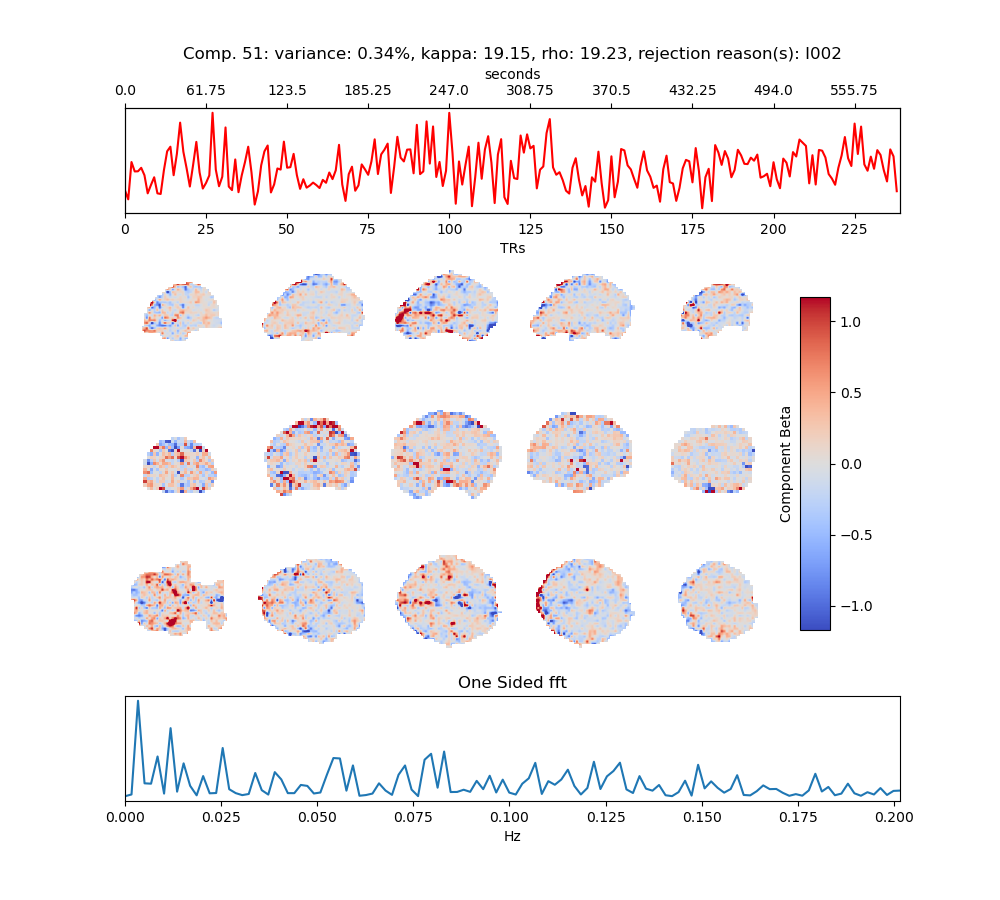 Comp. 51: variance: 0.34%, kappa: 19.15, rho: 19.23, rejection reason(s): I002
seconds
0.0 61.75 123.5 185.25 247.0 308.75 370.5 432.25 494.0 555.75
0 25 50 75 100 125 150 175 200 225
TRs
1.0
0.5
0.0
−0.5
−1.0
Component Beta
One Sided fft
0.000 0.025 0.050 0.075 0.100 0.125 0.150 0.175 0.200
Hz